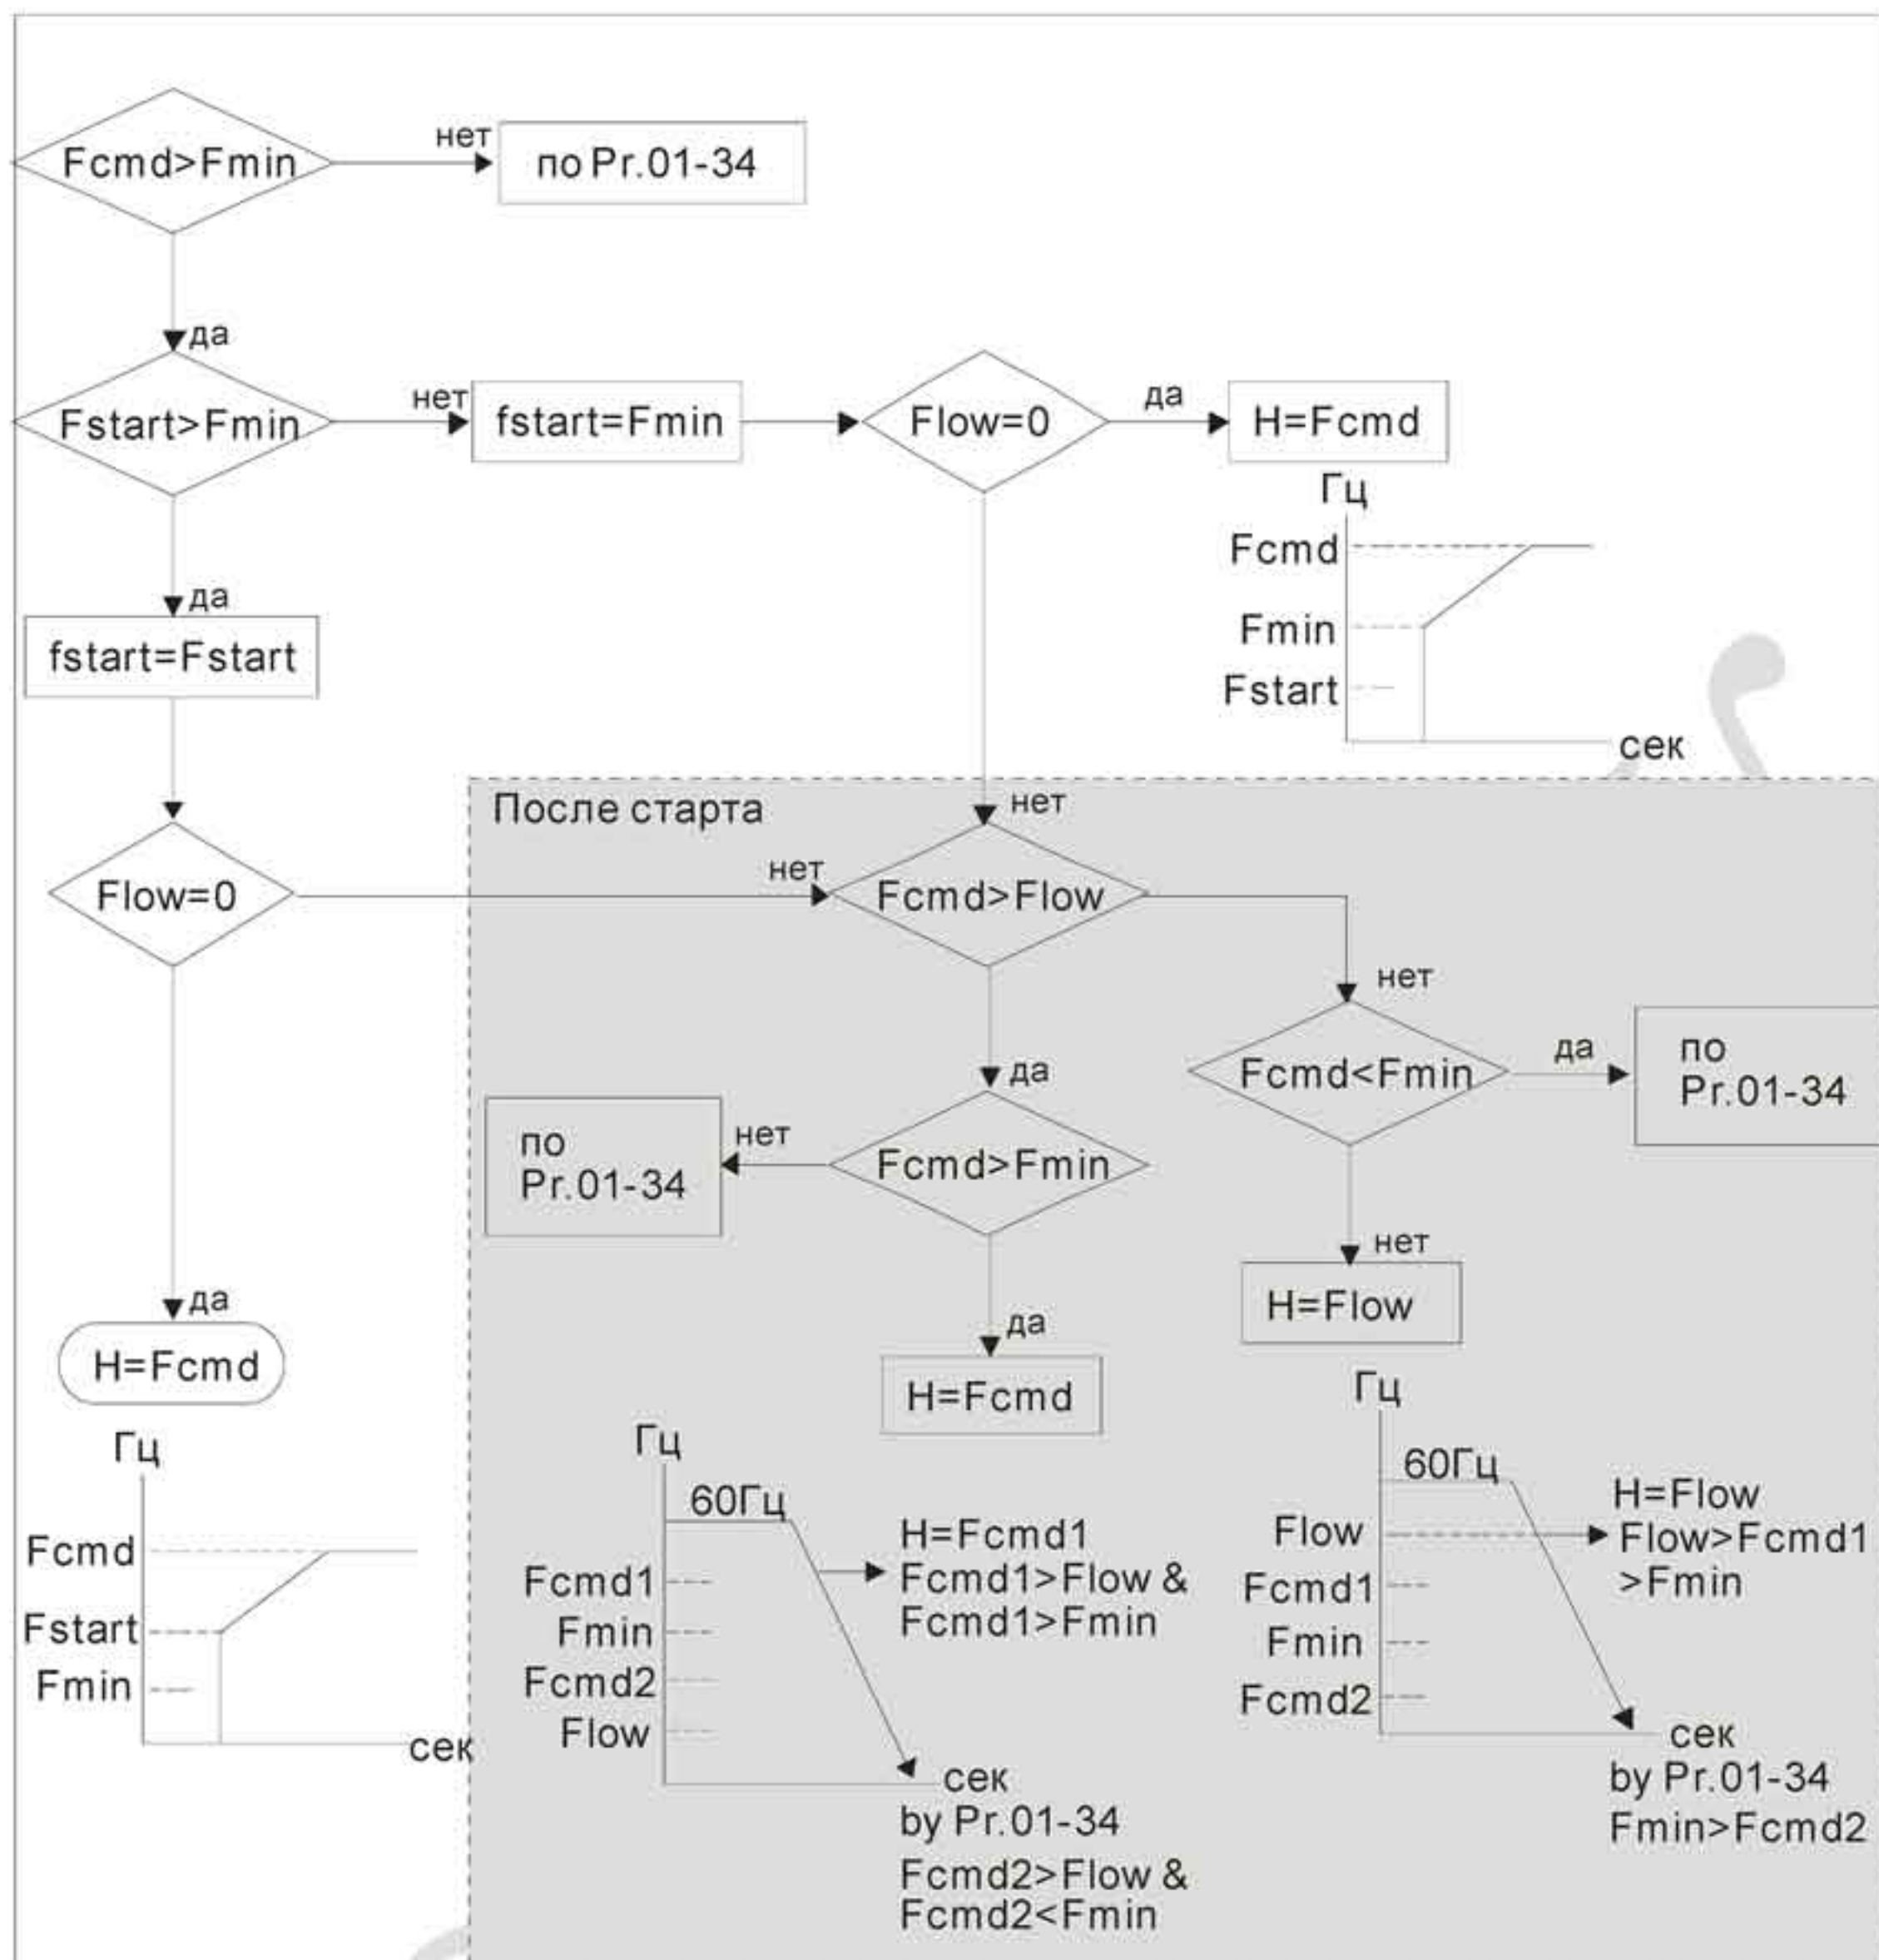 Fcmd>Fmin
нет
по Pr.01-34
да
Fstart>Fmin
нет
fstart=Fmin
Flow=0
да
H=Fcmd
Гц
Fcmd
Fmin
Fstart
сек
да
fstart=Fstart
После старта
нет
Flow=0
нет
Fcmd>Flow
нет
да
Fcmd<Fmin
да
по
Pr.01-34
по
Pr.01-34
нет
Fcmd>Fmin
нет
H=Flow
да
H=Fcmd
да
H=Fcmd
Гц
Fcmd
Fstart
Fmin
сек
Гц
60Гц
Fcmd1
Fmin
Fcmd2
Flow
H=Fcmd1
Fcmd1>Flow &
Fcmd1>Fmin
сек
by Pr.01-34
Fcmd2>Flow &
Fcmd2<Fmin
Гц
60Гц
Flow
Fcmd1
Fmin
Fcmd2
H=Flow
Flow>Fcmd1
>Fmin
сек
by Pr.01-34
Fmin>Fcmd2